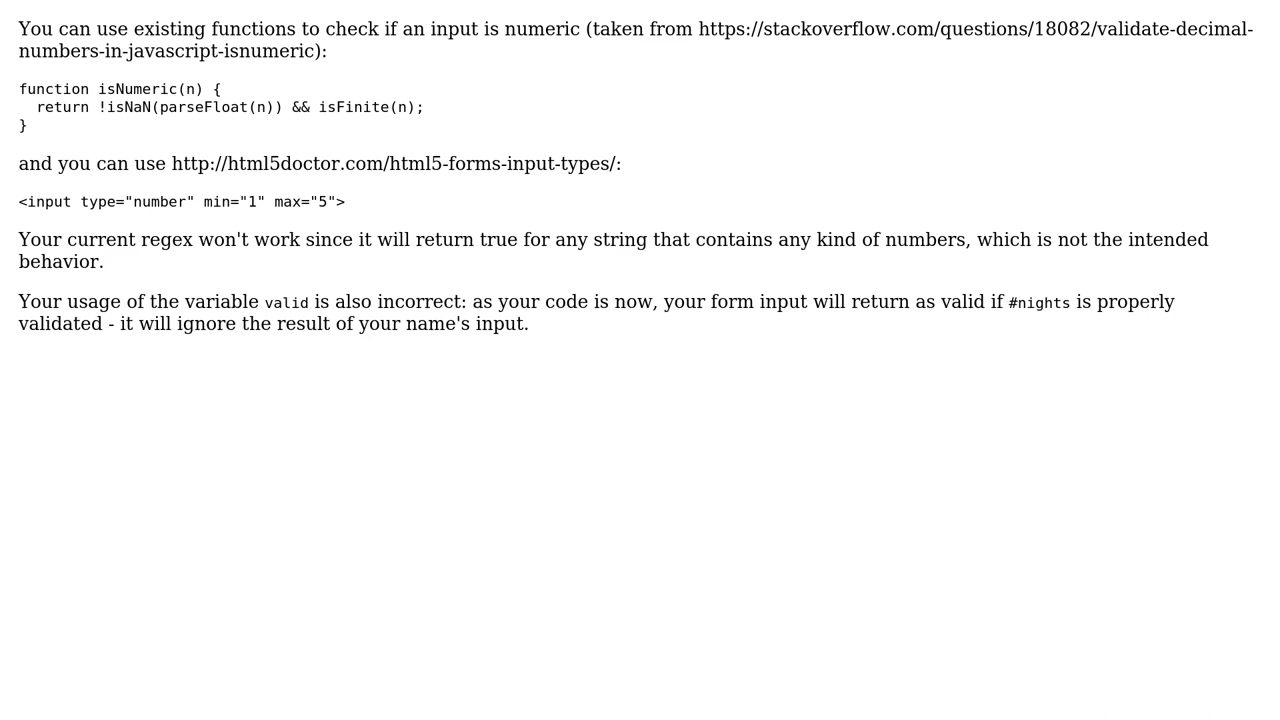 You can use existing functions to check if an input is numeric (taken from https://stackoverflow.com/questions/18082/validate-decimal-
numbers-in-javascript-isnumeric):
function isNumeric(n) {
  return !isNaN(parseFloat(n)) && isFinite(n);
}
and you can use http://html5doctor.com/html5-forms-input-types/:
<input type="number" min="1" max="5">
Your current regex won't work since it will return true for any string that contains any kind of numbers, which is not the intended
behavior.
Your usage of the variable valid is also incorrect: as your code is now, your form input will return as valid if #nights is properly
validated - it will ignore the result of your name's input.